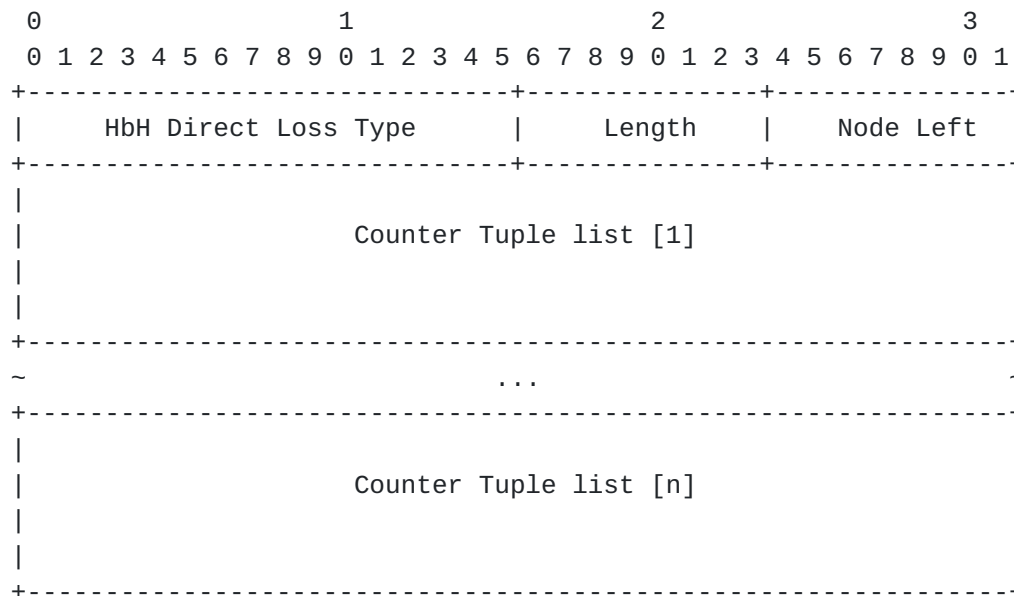 0                   1                   2                   3
 0 1 2 3 4 5 6 7 8 9 0 1 2 3 4 5 6 7 8 9 0 1 2 3 4 5 6 7 8 9 0 1
+-------------------------------+---------------+---------------+
|     HbH Direct Loss Type      |     Length    |    Node Left
+-------------------------------+---------------+---------------+
|
|                     Counter Tuple list [1]
|
|
+---------------------------------------------------------------+
~                              ...                              ~
+---------------------------------------------------------------+
|
|                     Counter Tuple list [n]
|
|
+---------------------------------------------------------------+